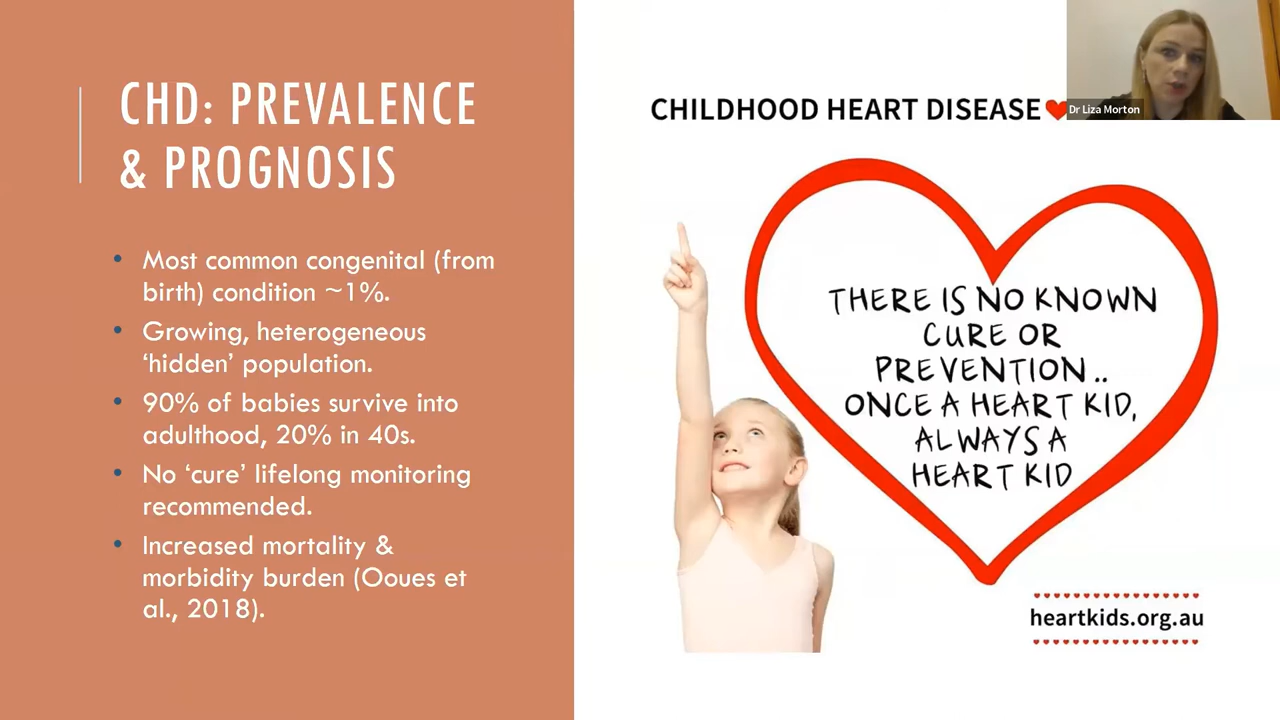 CHD: PREVALENCE
& PROGNOSIS
• Most common congenital (from
birth) condition ~1%.
• Growing, heterogeneous
‘hidden’ population.
• 90% of babies survive into
adulthood, 20% in 40s.
• No ‘cure’ lifelong monitoring
recommended.
• Increased mortality &
morbidity burden (Ooues et
al., 2018).
CHILDHOOD HEART DISEASE
Dr Liza Morton
THERE IS NO KNOWN
CURE OR
PREVENTION..
ONCE A HEART KID,
ALWAYS A
HEART KID
heartkids.org.au